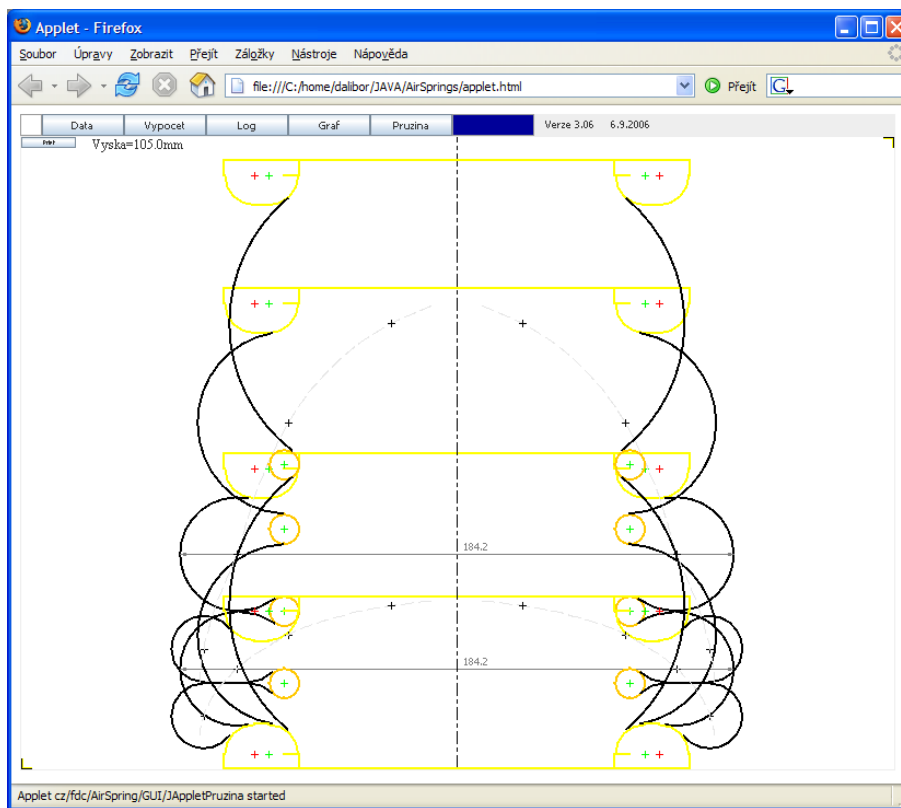 Applet - Firefox
Soubor Úpravy Zobrazit Přejít Záložky Nástroje Nápověda
file:///C:/home/dalibor/JAVA/AirSprings/applet.html Přejít G
Data Vypocet Log Graf Pruzina Verze 3.06 6.9.2006
Print Vyska=105.0mm
184.2
184.2
Applet cz/fdc/AirSpring/GUI/JAppletPruzina started